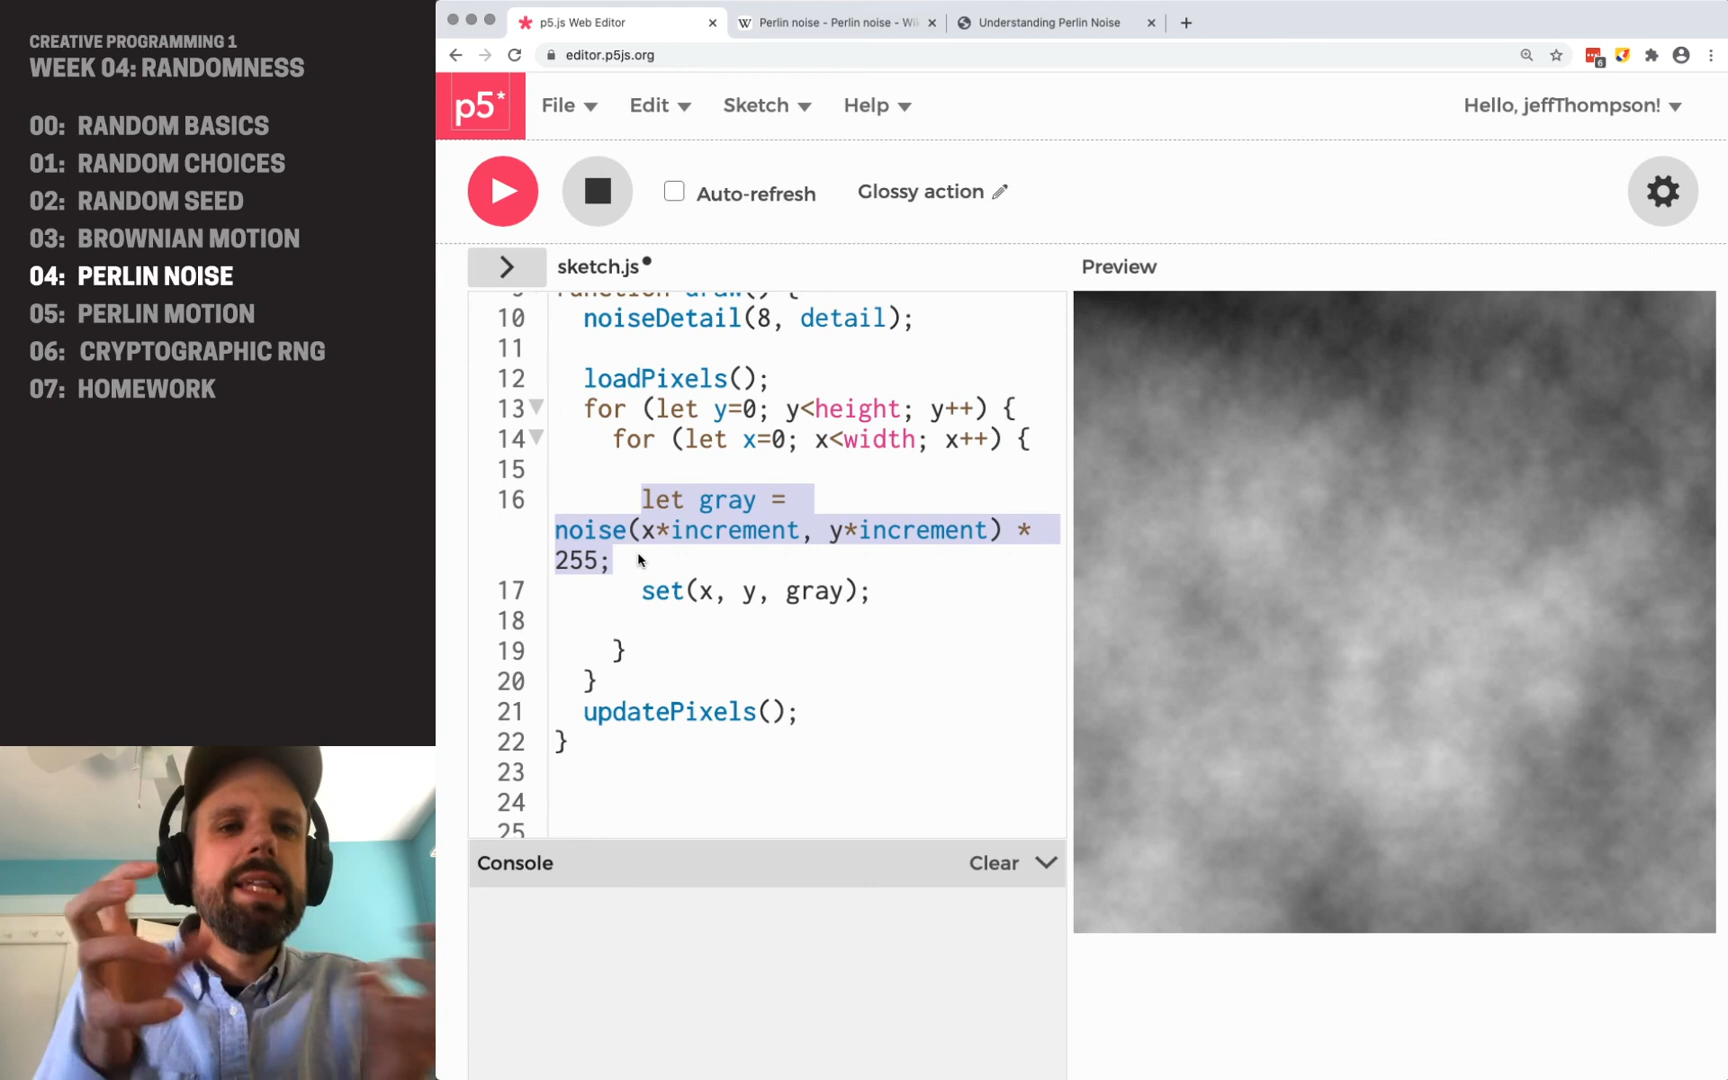 CREATIVE PROGRAMMING 1
WEEK 04: RANDOMNESS
00: RANDOM BASICS
01: RANDOM CHOICES
02: RANDOM SEED
03: BROWNIAN MOTION
04: PERLIN NOISE
05: PERLIN MOTION
06: CRYPTOGRAPHIC RNG
07: HOMEWORK
p5.js Web Editor
Perlin noise - Perlin noise - Wi
Understanding Perlin Noise
editor.p5js.org
6
p5*
File
Edit
Sketch
Help
Hello, jeffThompson!
Auto-refresh
Glossy action
sketch.js
Preview
9 function draw() {
10 noiseDetail(8, detail);
11
12 loadPixels();
13 for (let y=0; y<height; y++) {
14 for (let x=0; x<width; x++) {
15
16 let gray =
noise(x*increment, y*increment) *
255;
17 set(x, y, gray);
18
19 }
20 }
21 updatePixels();
22 }
23
24
25
Console
Clear